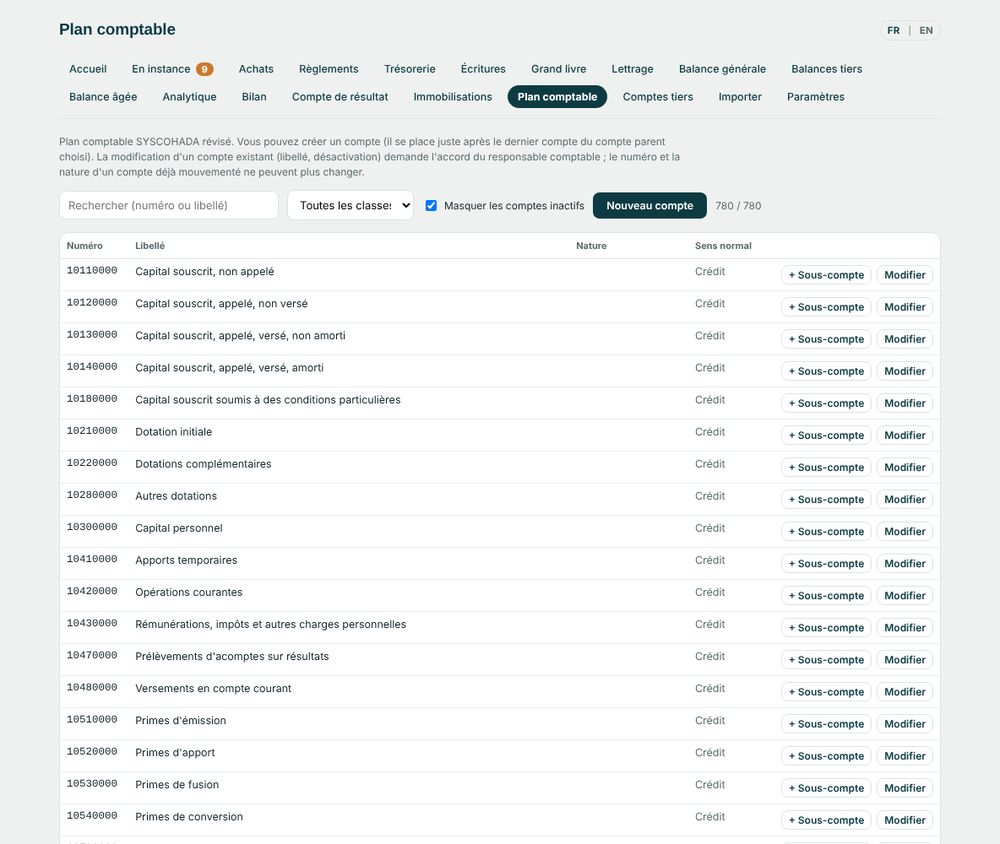 Plan comptable
FR | EN
Accueil En instance 9 Achats Règlements Trésorerie Écritures Grand livre Lettrage Balance générale Balances tiers
Balance âgée Analytique Bilan Compte de résultat Immobilisations Plan comptable Comptes tiers Importer Paramètres
Plan comptable SYSCOHADA révisé. Vous pouvez créer un compte (il se place juste après le dernier compte du compte parent
choisi). La modification d'un compte existant (libellé, désactivation) demande l'accord du responsable comptable ; le numéro et la
nature d'un compte déjà mouvementé ne peuvent plus changer.
Rechercher (numéro ou libellé) Toutes les classes Masquer les comptes inactifs Nouveau compte 780 / 780
Numéro Libellé Nature Sens normal
10110000 Capital souscrit, non appelé Crédit + Sous-compte Modifier
10120000 Capital souscrit, appelé, non versé Crédit + Sous-compte Modifier
10130000 Capital souscrit, appelé, versé, non amorti Crédit + Sous-compte Modifier
10140000 Capital souscrit, appelé, versé, amorti Crédit + Sous-compte Modifier
10180000 Capital souscrit soumis à des conditions particulières Crédit + Sous-compte Modifier
10210000 Dotation initiale Crédit + Sous-compte Modifier
10220000 Dotations complémentaires Crédit + Sous-compte Modifier
10280000 Autres dotations Crédit + Sous-compte Modifier
10300000 Capital personnel Crédit + Sous-compte Modifier
10410000 Apports temporaires Crédit + Sous-compte Modifier
10420000 Opérations courantes Crédit + Sous-compte Modifier
10430000 Rémunérations, impôts et autres charges personnelles Crédit + Sous-compte Modifier
10470000 Prélèvements d'acomptes sur résultats Crédit + Sous-compte Modifier
10480000 Versements en compte courant Crédit + Sous-compte Modifier
10510000 Primes d'émission Crédit + Sous-compte Modifier
10520000 Primes d'apport Crédit + Sous-compte Modifier
10530000 Primes de fusion Crédit + Sous-compte Modifier
10540000 Primes de conversion Crédit + Sous-compte Modifier